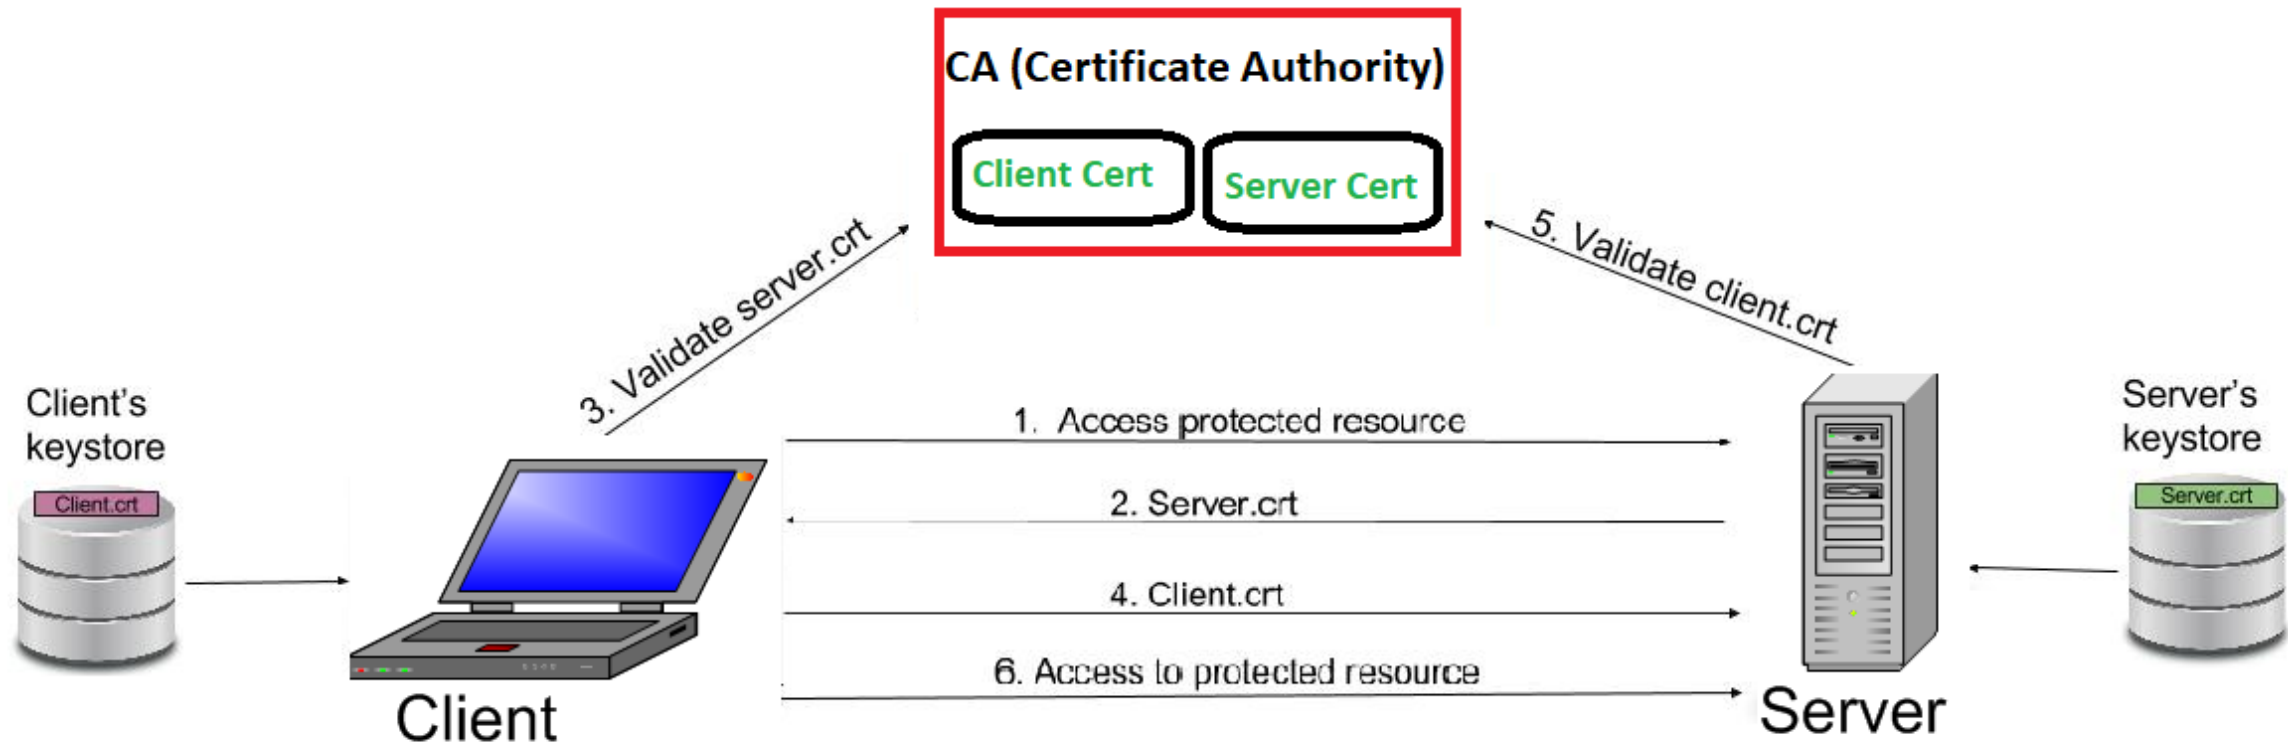 CA (Certificate Authority)
Client Cert
Server Cert
3. Validate server.crt
5. Validate client.crt
Client's
keystore
Client.crt
1. Access protected resource
2. Server.crt
4. Client.crt
6. Access to protected resource
Server's
keystore
Server.crt
Client
Server